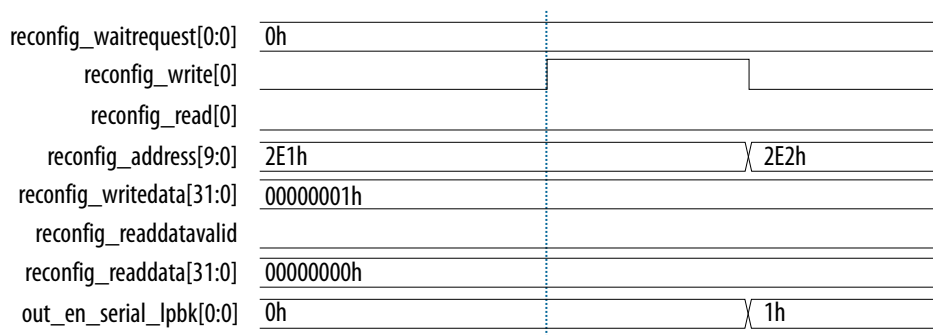 reconfig_waitrequest[0:0] 0h
reconfig_write[0]
reconfig_read[0]
reconfig_address[9:0] 2E1h 2E2h
reconfig_writedata[31:0] 00000001h
reconfig_readdatavalid
reconfig_readdata[31:0] 00000000h
out_en_serial_lpbk[0:0] 0h 1h